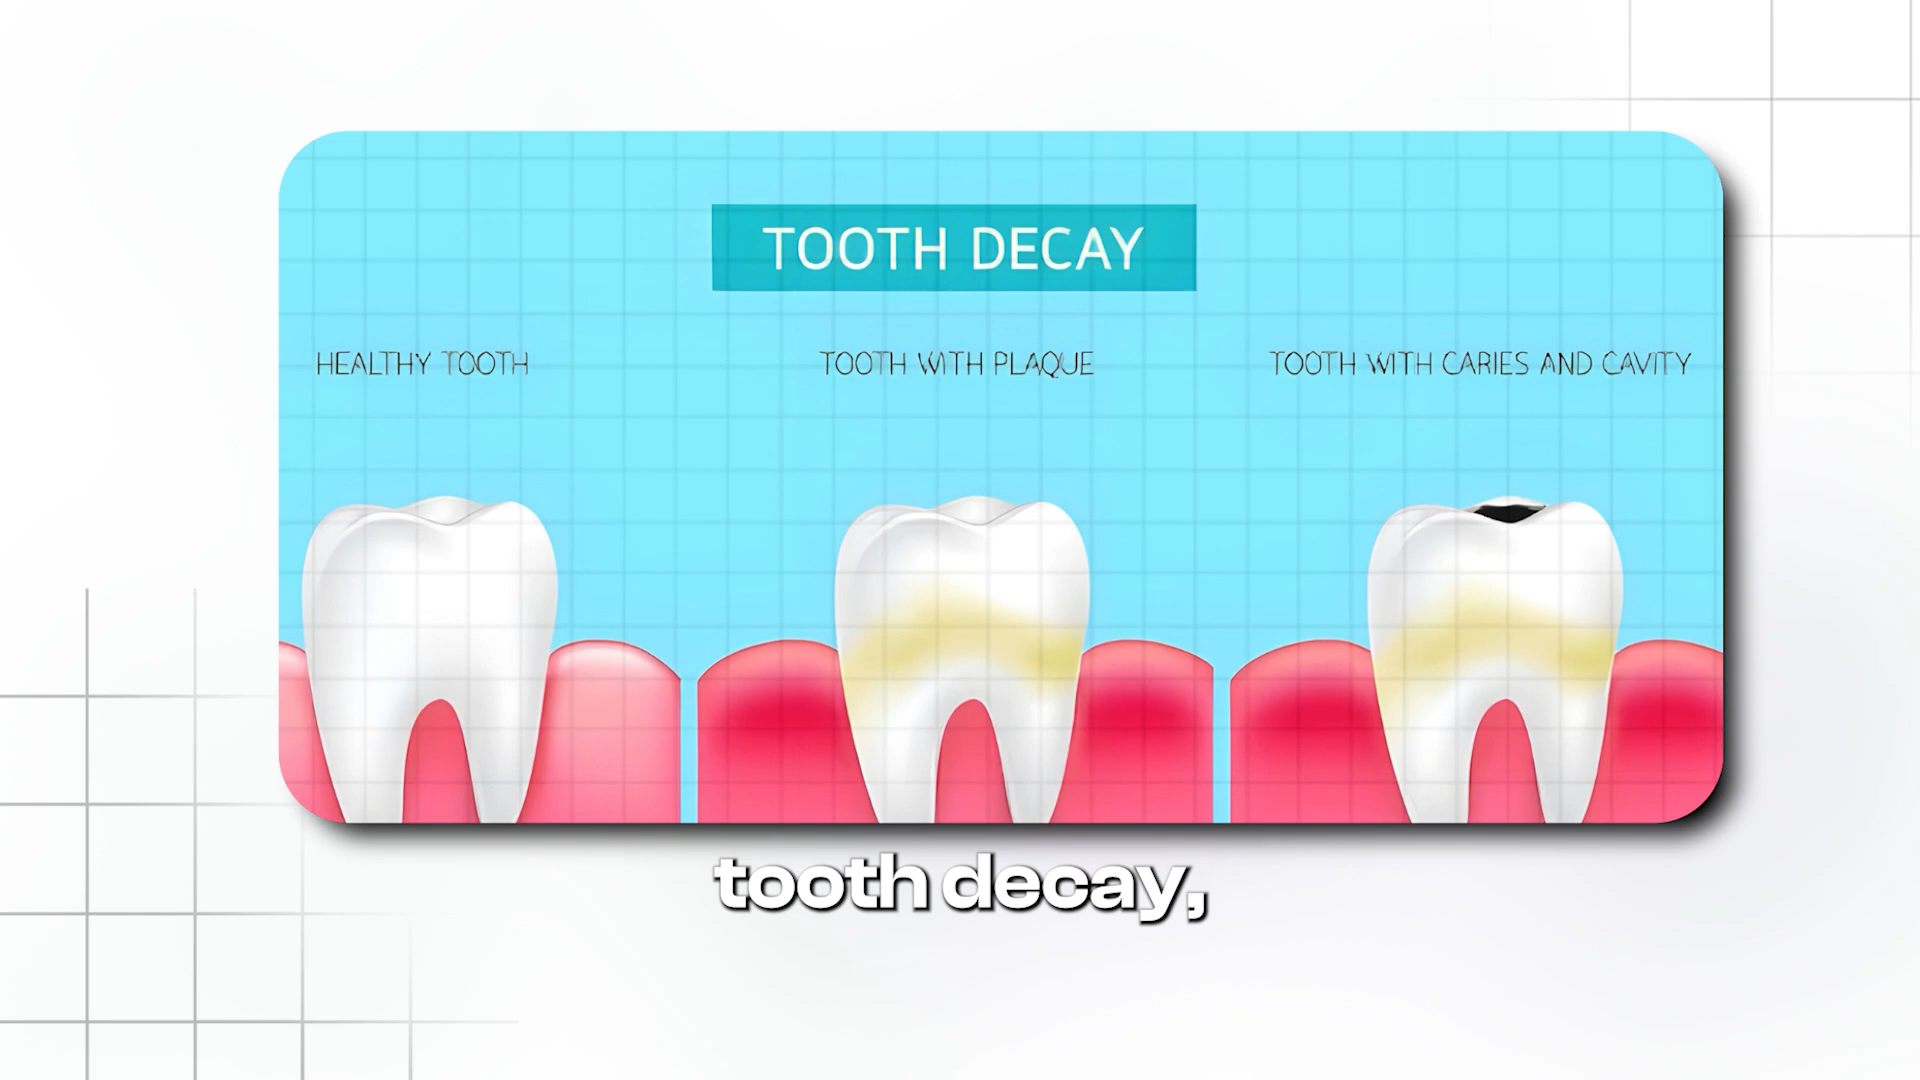 TOOTH DECAY
HEALTHY TOOTH
TOOTH WITH PLAQUE
TOOTH WITH CARIES AND CAVITY
tooth decay,